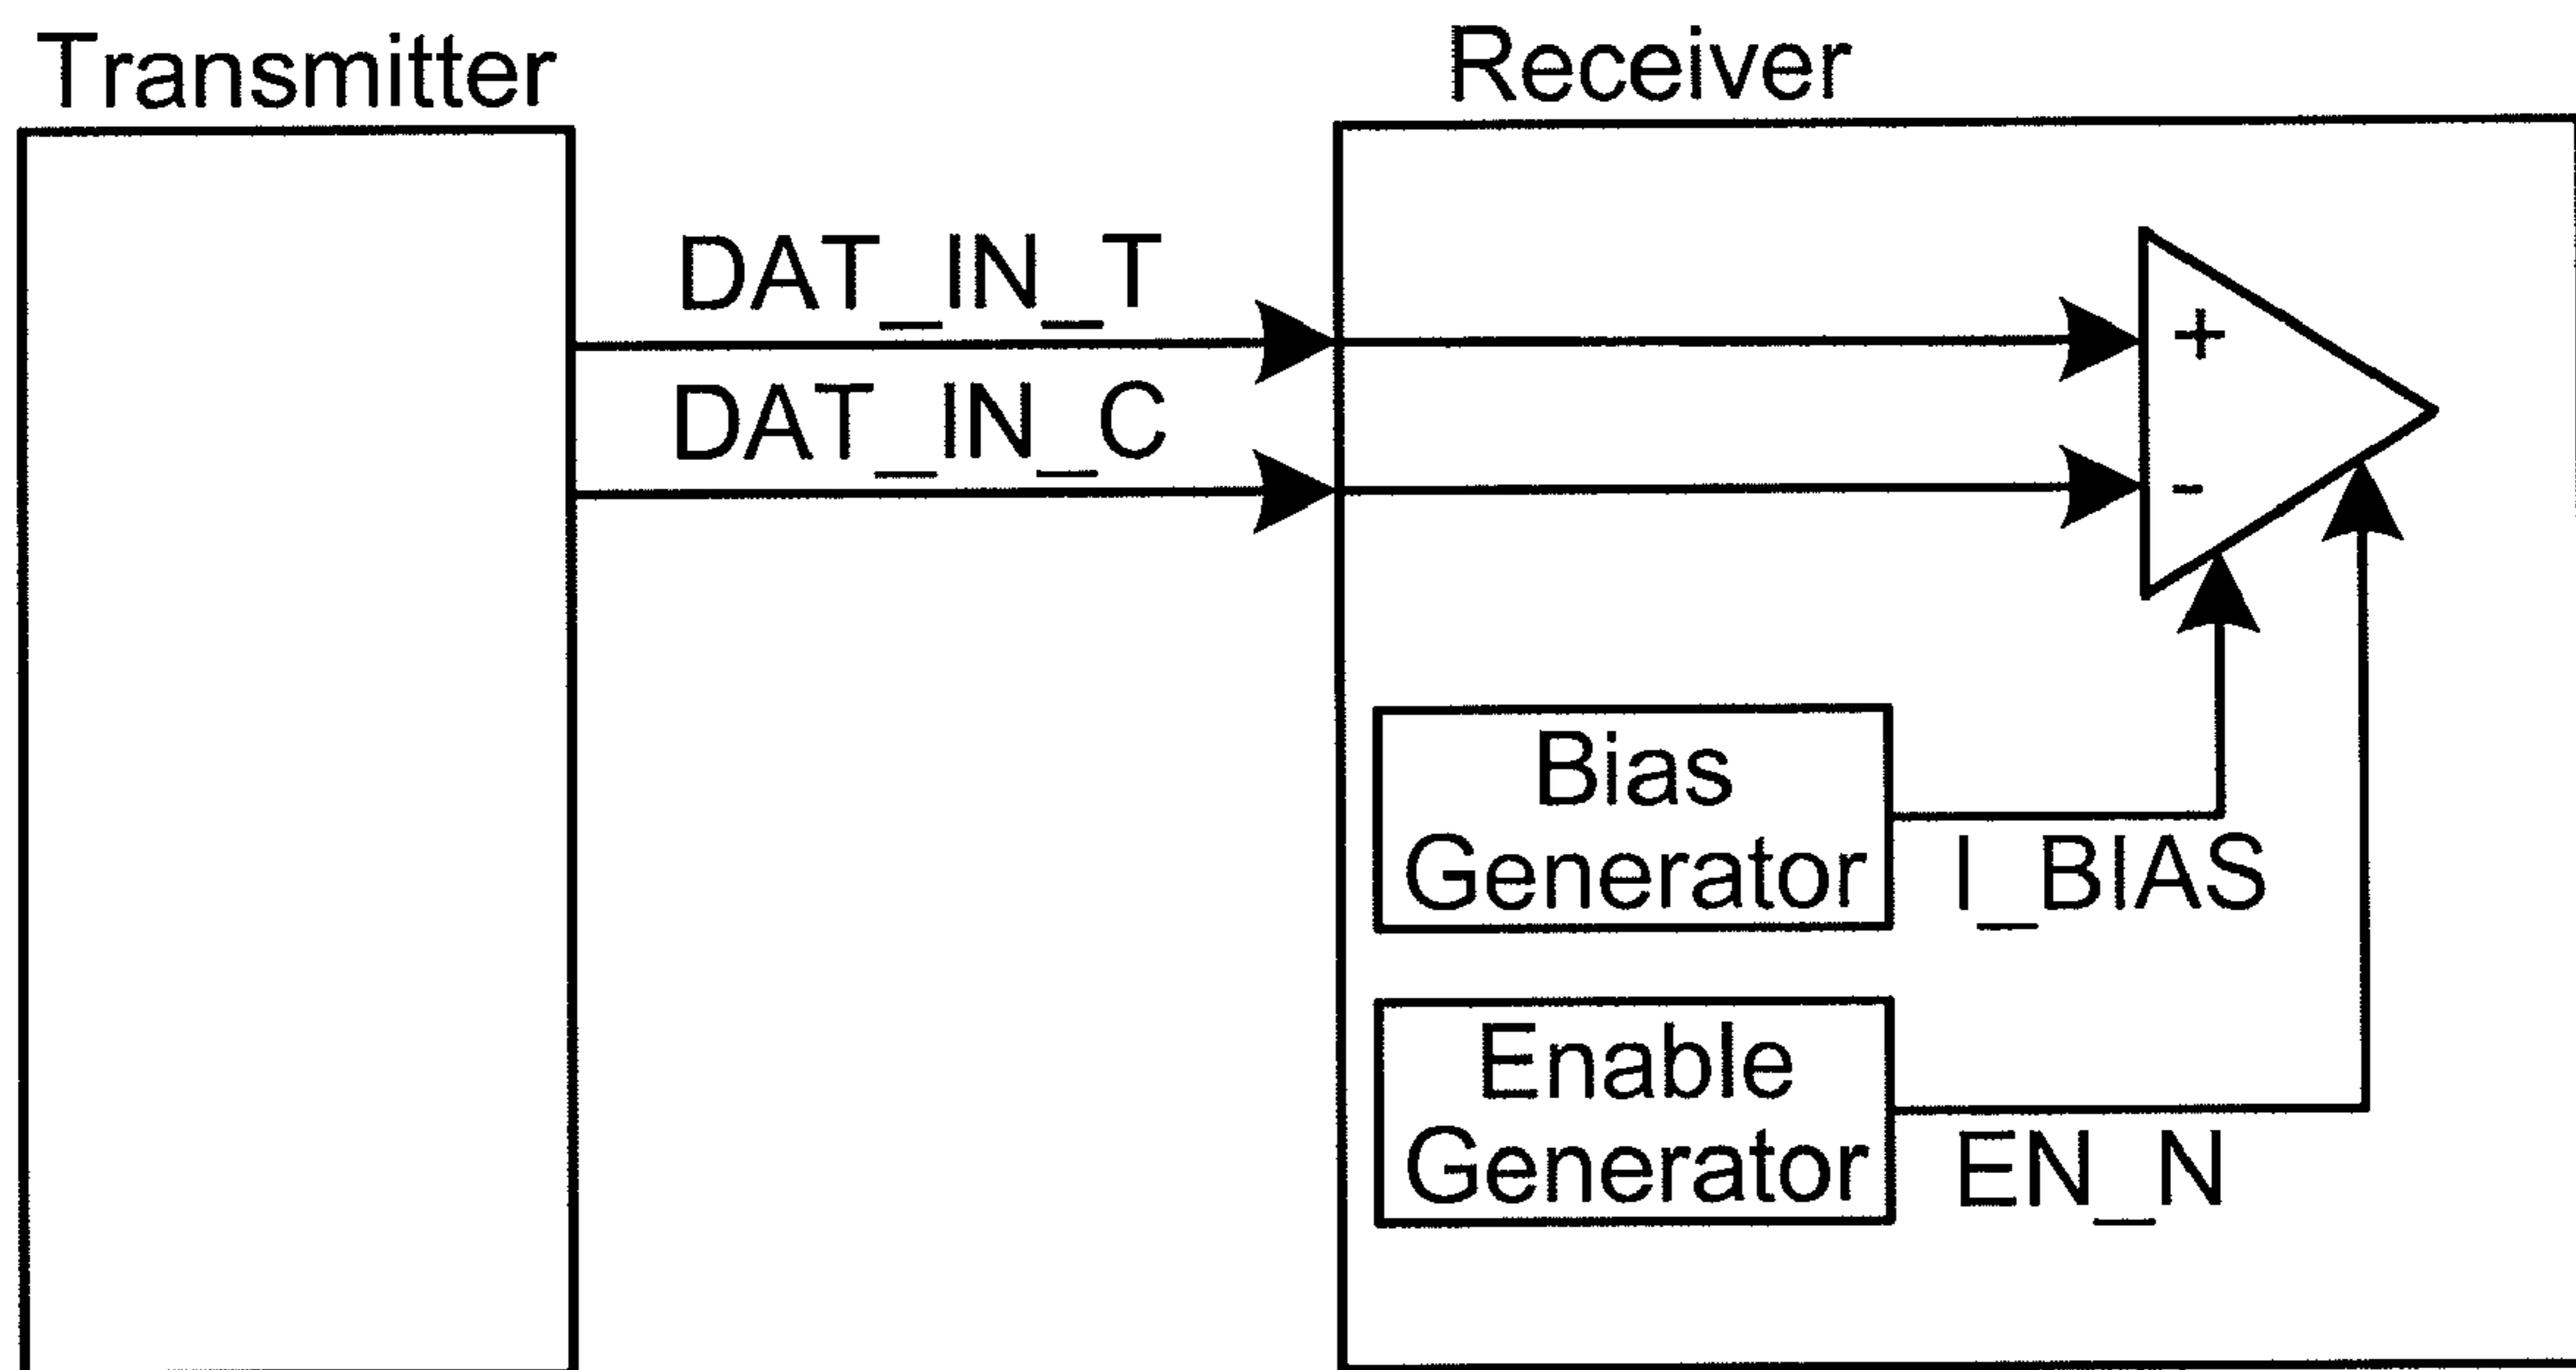 Transmitter
Receiver
DAT_IN_T
DAT_IN_C
+
-
Bias
Generator
I_BIAS
Enable
Generator
EN_N